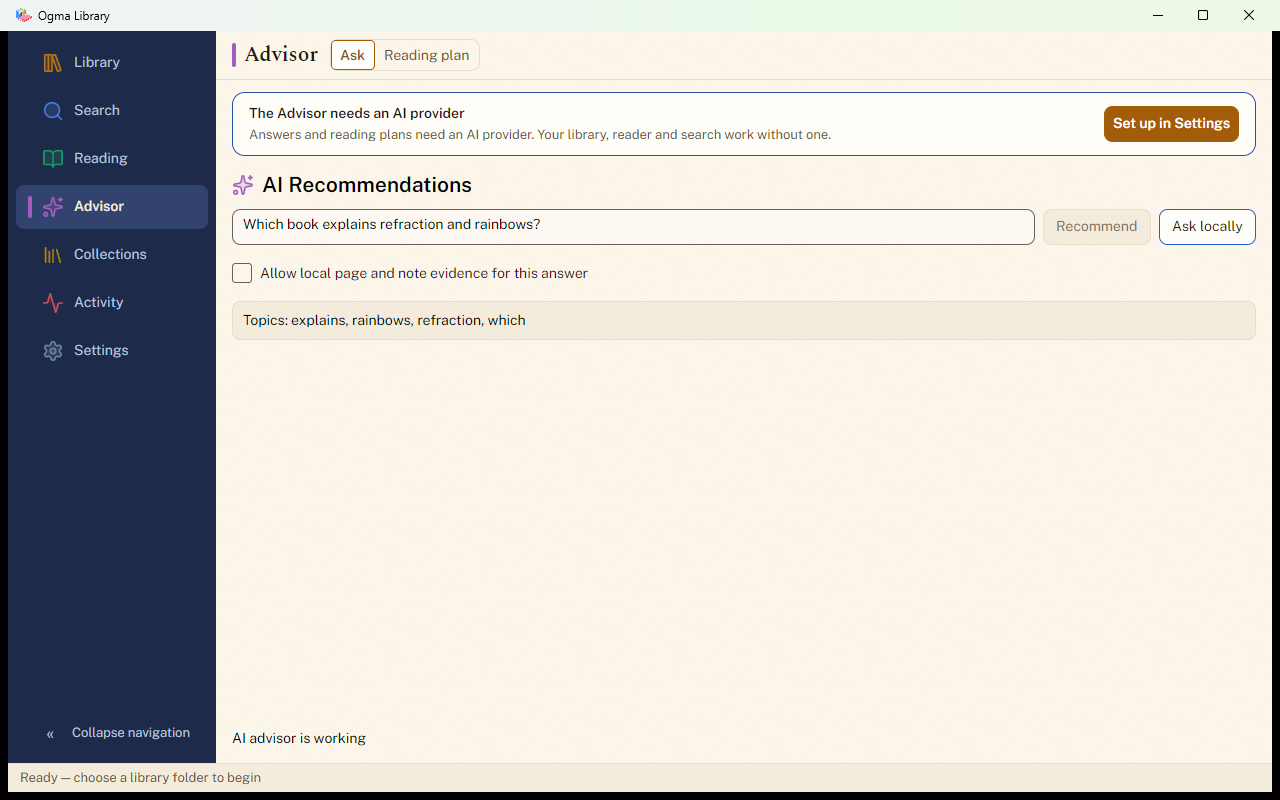 Ogma Library
Library
Search
Reading
Advisor
Collections
Activity
Settings
« Collapse navigation
Advisor
Ask
Reading plan
The Advisor needs an AI provider
Answers and reading plans need an AI provider. Your library, reader and search work without one.
Set up in Settings
AI Recommendations
Which book explains refraction and rainbows?
Recommend
Ask locally
Allow local page and note evidence for this answer
Topics: explains, rainbows, refraction, which
AI advisor is working
Ready — choose a library folder to begin